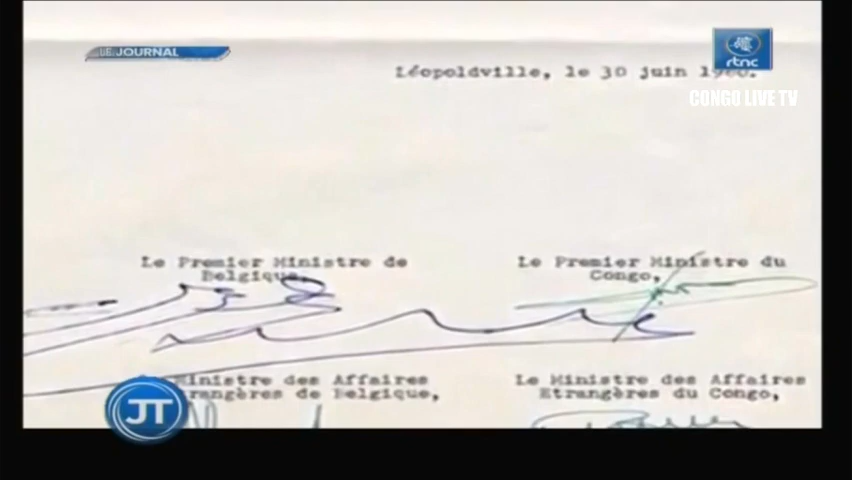 LE JOURNAL
rtnc
Léopoldville, le 30 juin 1960.
CONGO LIVE TV
Le Premier Ministre de
Belgique,
Le Premier Ministre du
Congo,
Ministre des Affaires
Etrangères de Belgique,
Le Ministre des Affaires
Etrangères du Congo,
JT